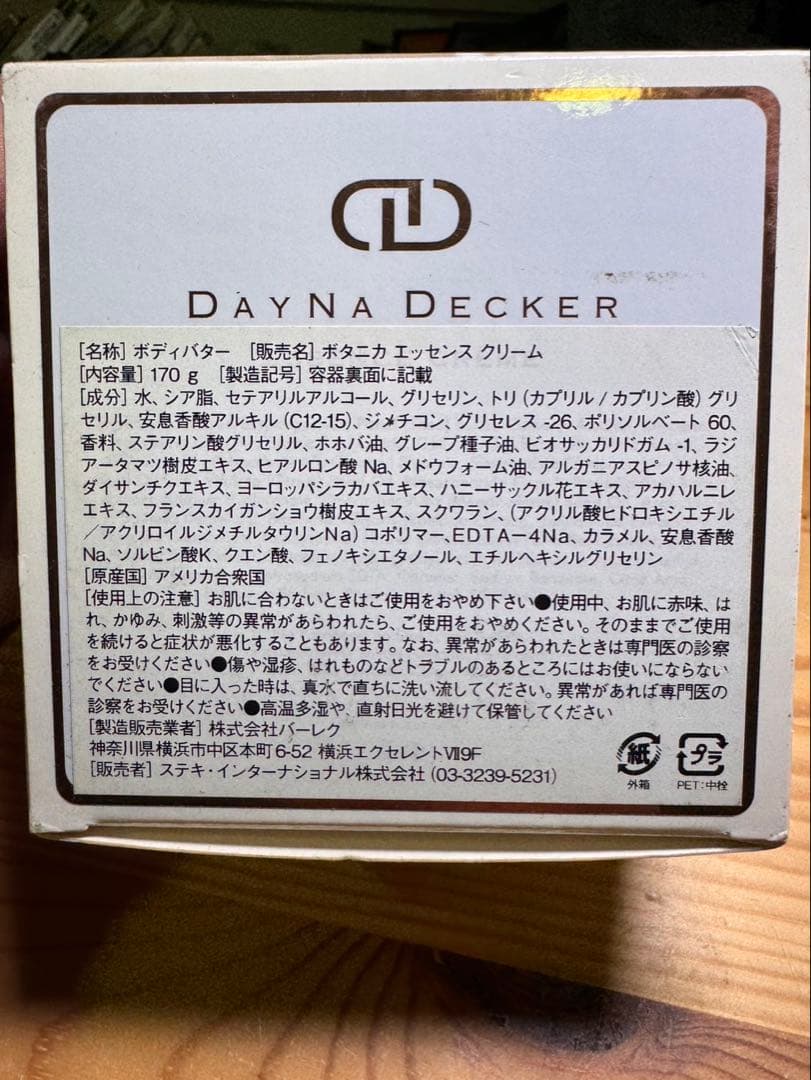 DAYNA DECKER
[名称] ボディバター [販売名] ボタニカ エッセンス クリーム
[内容量] 170 g [製造記号] 容器裏面に記載
[成分] 水、シア脂、セテアリルアルコール、グリセリン、トリ (カプリル / カプリン酸) グリ
セリル、安息香酸アルキル (C12-15)、ジメチコン、グリセレス -26、ポリソルベート 60、
香料、ステアリン酸グリセリル、ホホバ油、グレープ種子油、ビオサッカリドガム -1、ラジ
アータマツ樹皮エキス、ヒアルロン酸 Na、メドウフォーム油、アルガニアスピノサ核油、
ダイサンチクエキス、ヨーロッパシラカバエキス、ハニーサックル花エキス、アカハルニレ
エキス、フランスカイガンショウ樹皮エキス、スクワラン、(アクリル酸ヒドロキシエチル
/アクリロイルジメチルタウリンNa) コポリマー、EDTA-4Na、カラメル、安息香酸
Na、ソルビン酸K、クエン酸、フェノキシエタノール、エチルヘキシルグリセリン
[原産国] アメリカ合衆国
[使用上の注意] お肌に合わないときはご使用をおやめ下さい●使用中、お肌に赤味、は
れ、かゆみ、刺激等の異常があらわれたら、ご使用をおやめください。そのままでご使用
を続けると症状が悪化することもあります。なお、異常があらわれたときは専門医の診察
をお受けください●傷や湿疹、はれものなどトラブルのあるところにはお使いにならない
でください●目に入った時は、真水で直ちに洗い流してください。異常があれば専門医の
診察をお受けください●高温多湿や、直射日光を避けて保管してください
[製造販売業者] 株式会社バーレク
神奈川県横浜市中区本町6-52 横浜エクセレントⅦ9F
[販売者] ステキ・インターナショナル株式会社 (03-3239-5231)
紙
外箱
プラ
PET:中栓